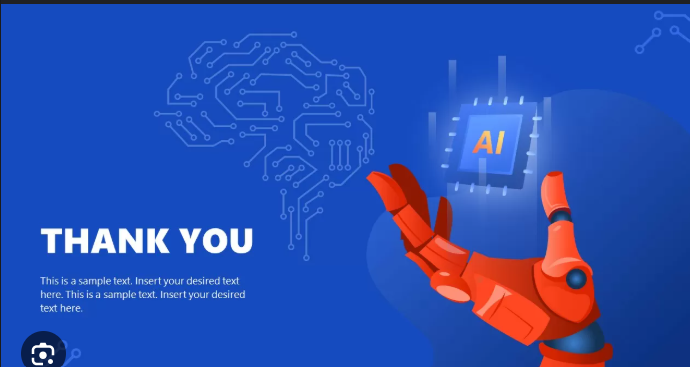 AI
THANK YOU
This is a sample text. Insert your desired text
here. This is a sample text. Insert your desired
text here.